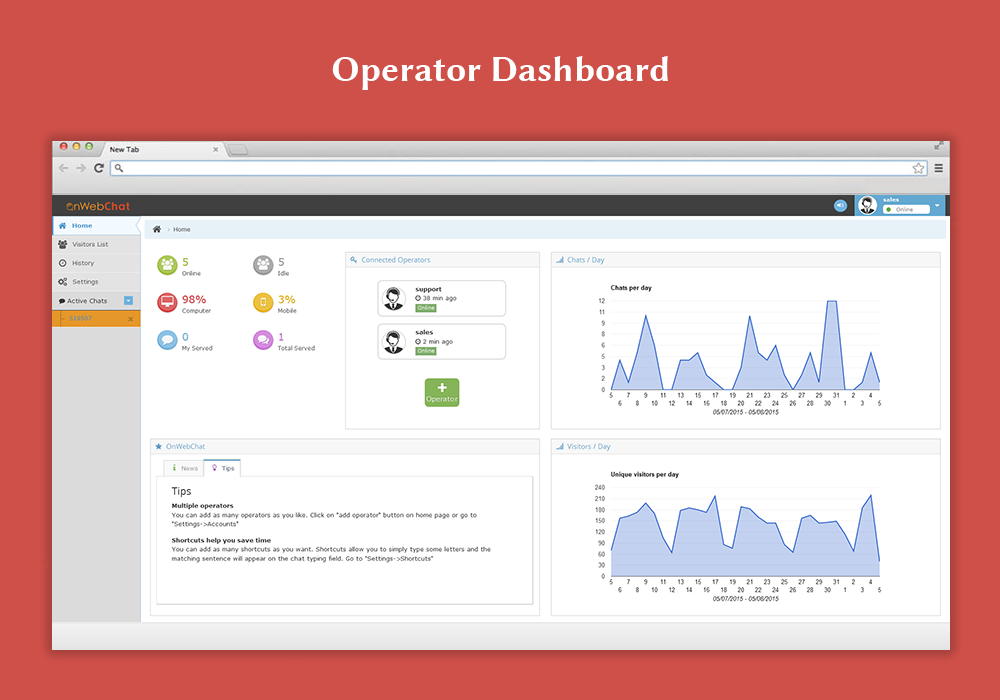 Operator Dashboard
New Tab
OnWebChat
sales
Online
Home
Visitors List
History
Settings
Active Chats
Home
5
Online
5
Idle
98%
Computer
3%
Mobile
0
My Served
1
Total Served
Connected Operators
support
38 min ago
Online
sales
2 min ago
Online
Operator
Chats / Day
Chats per day
12
11
9
8
6
5
3
2
0
5 7 9 11 13 15 17 19 21 23 25 27 29 31 2 4
6 8 10 12 14 16 18 20 22 24 26 28 30 1 3 5
05/07/2015 - 05/08/2015
OnWebChat
News
Tips
Tips
Multiple operators
You can add as many operators as you like. Click on "add operator" button on home page or go to
"Settings->Accounts"
Shortcuts help you save time
You can add as many shortcuts as you want. Shortcuts allow you to simply type some letters and the
matching sentence will appear on the chat typing field. Go to "Settings->Shortcuts"
Visitors / Day
Unique visitors per day
240
210
180
150
120
90
60
30
0
5 7 9 11 13 15 17 19 21 23 25 27 29 31 2 4
6 8 10 12 14 16 18 20 22 24 26 28 30 1 3 5
05/07/2015 - 05/08/2015